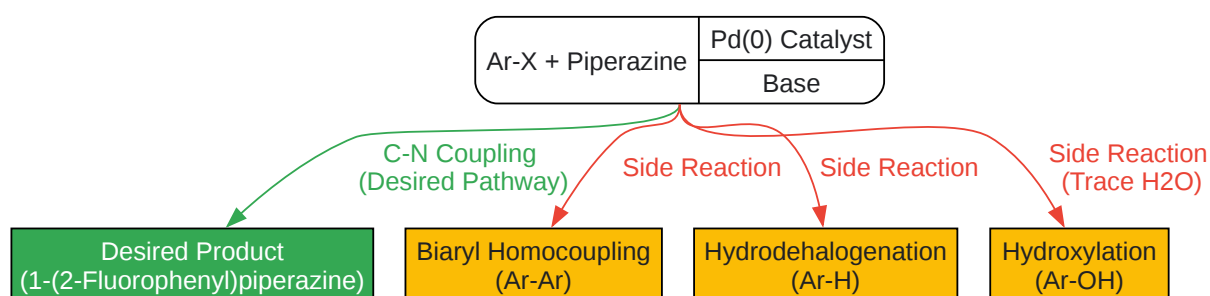 Ar-X + Piperazine
Pd(0) Catalyst
Base
C-N Coupling
(Desired Pathway)
Side Reaction
Side Reaction
Side Reaction
(Trace H2O)
Desired Product
(1-(2-Fluorophenyl)piperazine)
Biaryl Homocoupling
(Ar-Ar)
Hydrodehalogenation
(Ar-H)
Hydroxylation
(Ar-OH)